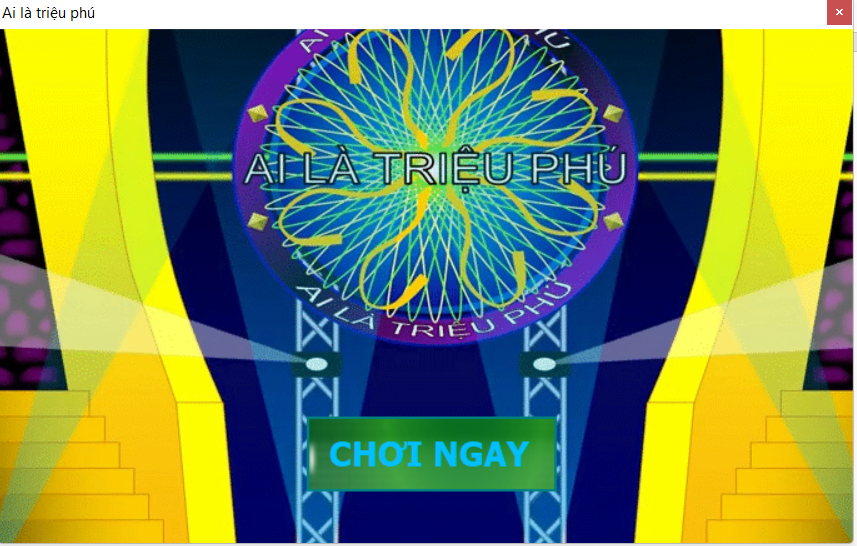 Ai là triệu phú
AI LÀ TRIỆU PHÚ
AI LÀ TRIỆU PHÚ
CHƠI NGAY